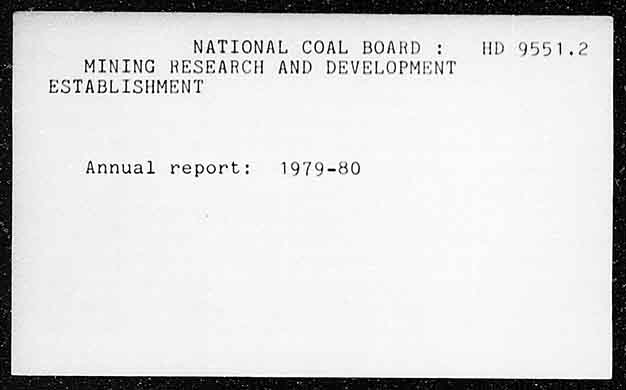 NATIONAL COAL BOARD : HD 9551.2
MINING RESEARCH AND DEVELOPMENT
ESTABLISHMENT
Annual report: 1979-80